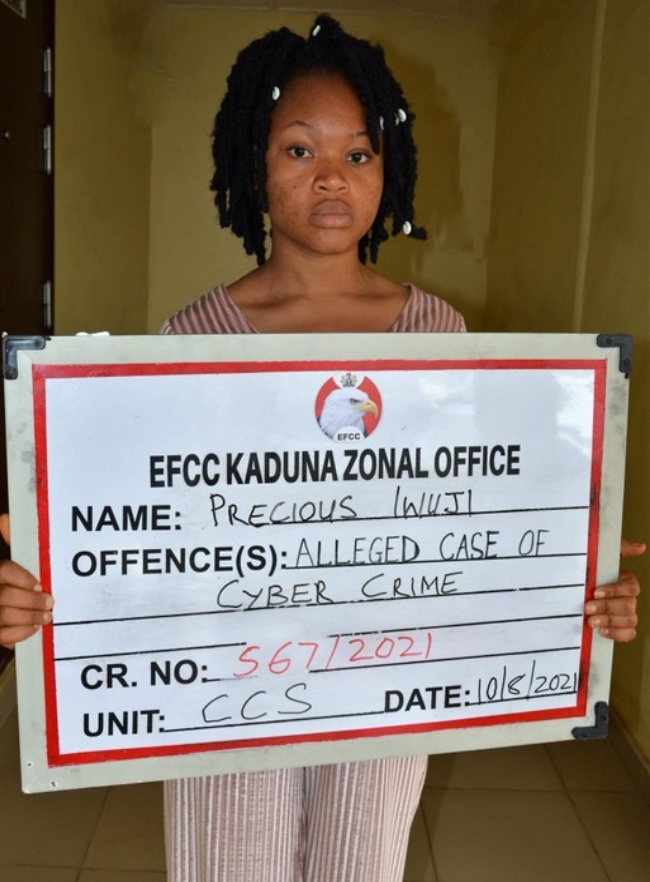 EFCC
EFCC KADUNA ZONAL OFFICE
NAME: PRECIOUS IWUJI
OFFENCE(S): ALLEGED CASE OF
CYBER CRIME
CR. NO: 567/2021
UNIT: CCS DATE: 10/8/2021